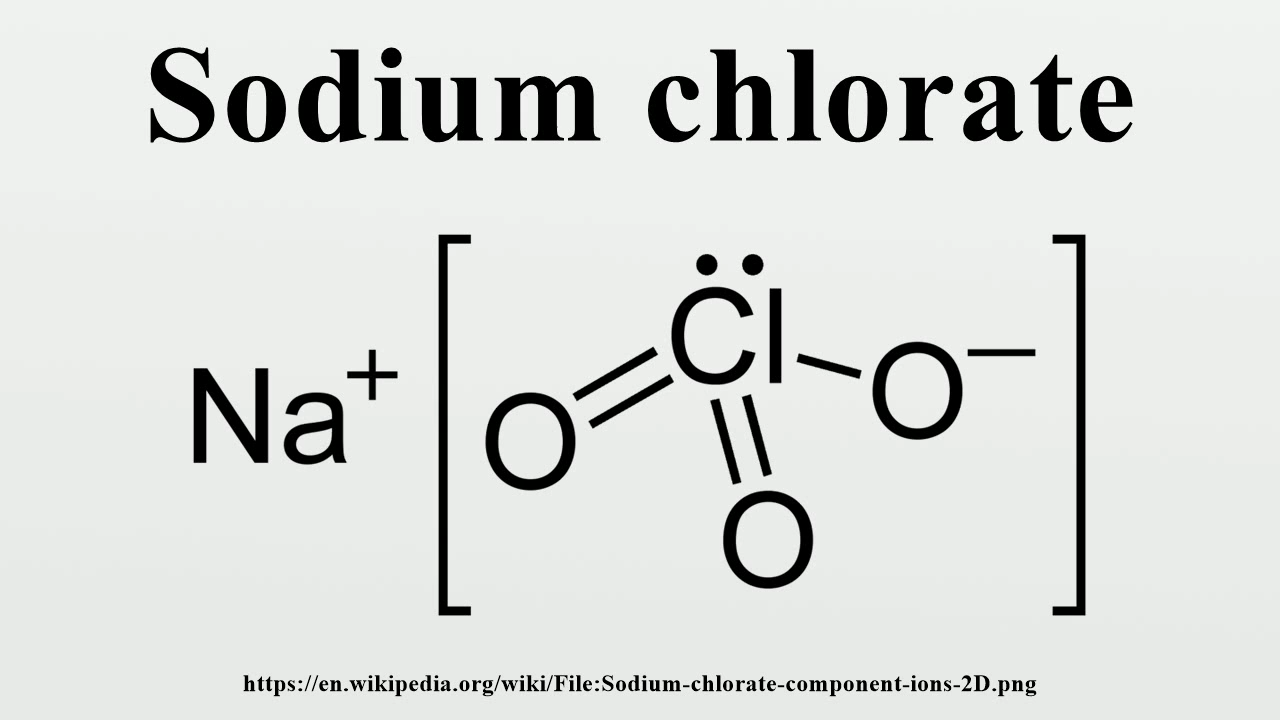 Sodium chlorate
Na+ [ O Cl O− O ]
https://en.wikipedia.org/wiki/File:Sodium-chlorate-component-ions-2D.png